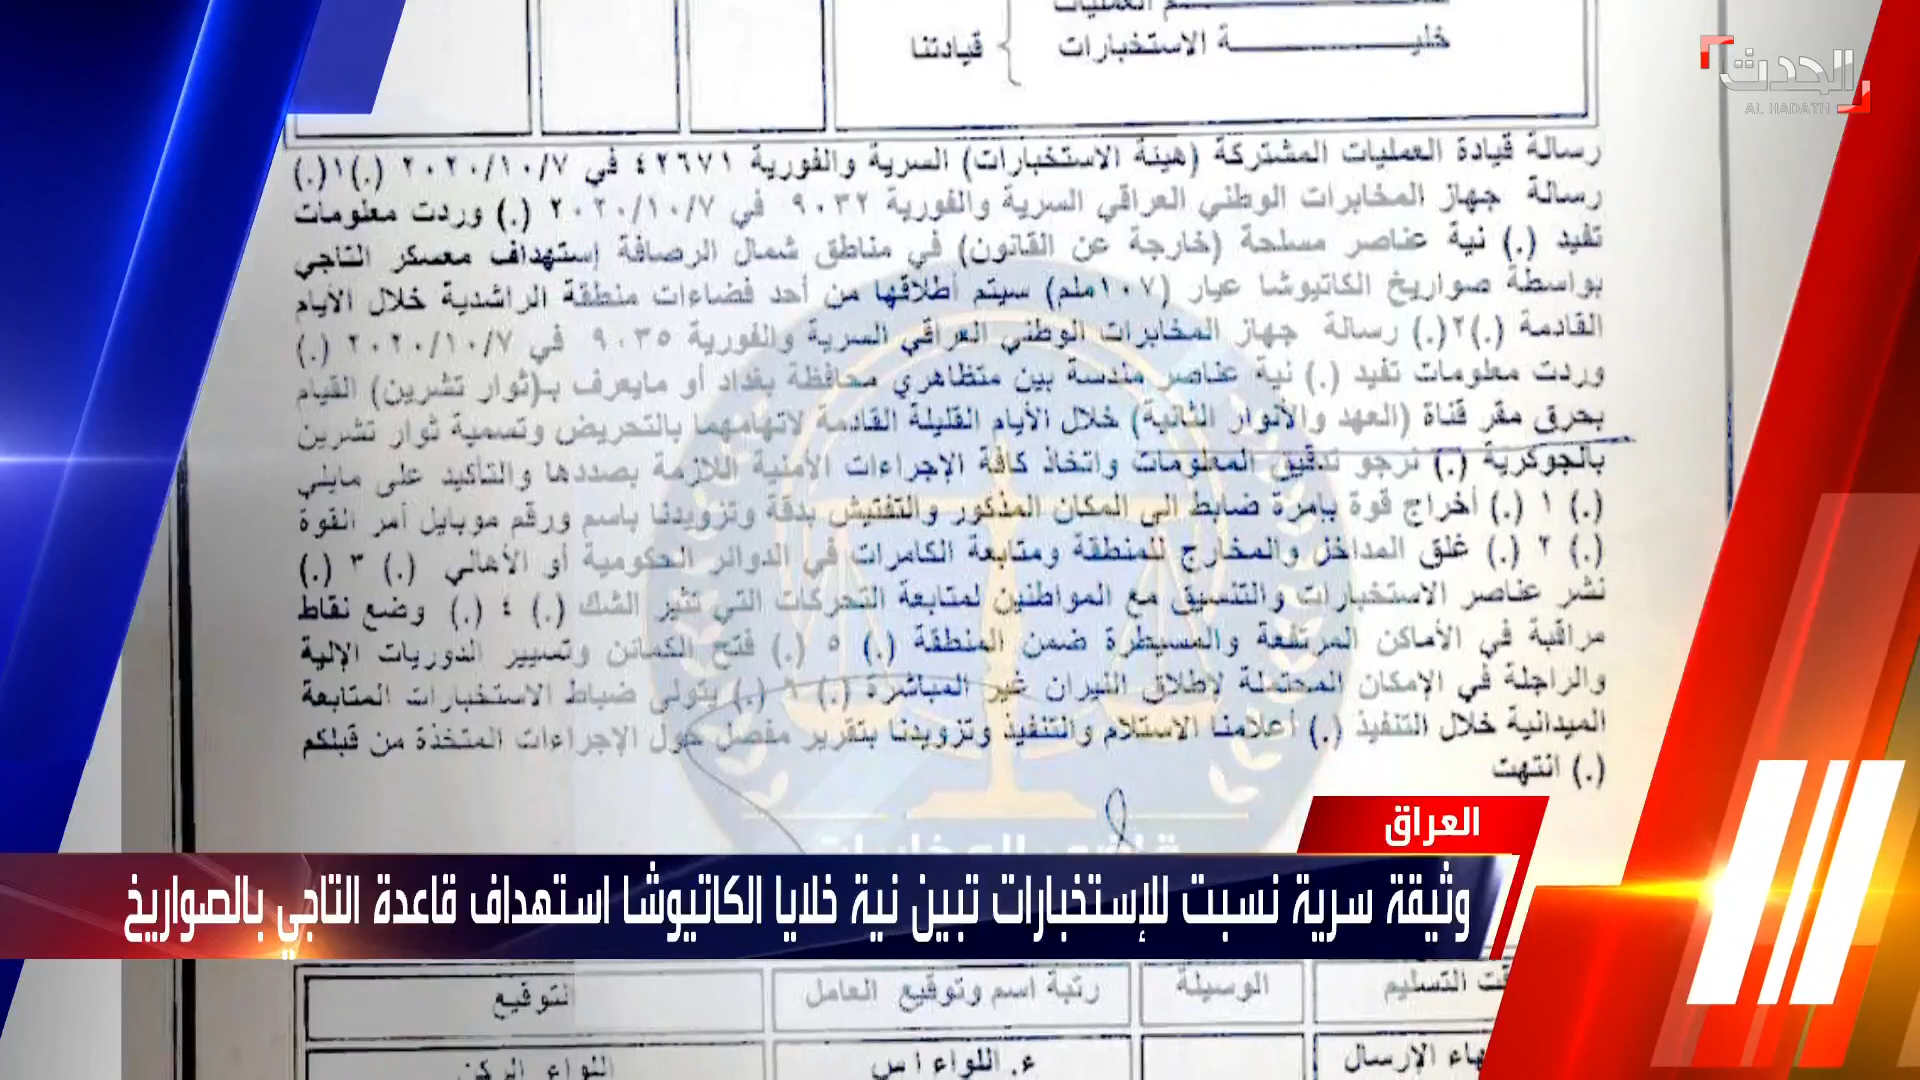 خليـــة الاستخبارات
قيادتنا
الحدث
AL HADATH
رسالة قيادة العمليات المشتركة (هيئة الاستخبارات) السرية والفورية ٤٢٦٧١ في ٢٠٢٠/١٠/٧ (.)١(.)
رسالة جهاز المخابرات الوطني العراقي السرية والفورية ٩٠٣٢ في ٢٠٢٠/١٠/٧ (.) وردت معلومات
تفيد (.) نية عناصر مسلحة (خارجة عن القانون) في مناطق شمال الرصافة إستهداف معسكر التاجي
بواسطة صواريخ الكاتيوشا عيار (١٠٧ملم) سيتم أطلاقها من أحد فضاءات منطقة الراشدية خلال الأيام
القادمة (.)٢(.) رسالة جهاز المخابرات الوطني العراقي السرية والفورية ٩٠٣٥ في ٢٠٢٠/١٠/٧ (.)
وردت معلومات تفيد (.) نية عناصر مندسة بين متظاهري محافظة بغداد أو مايعرف بـ(ثوار تشرين) القيام
بحرق مقر قناة (العهد والأنوار الثانية) خلال الأيام القليلة القادمة لاتهامهما بالتحريض وتسمية ثوار تشرين
بالجوكرية (.) نرجو تدقيق المعلومات واتخاذ كافة الإجراءات الأمنية اللازمة بصددها والتأكيد على مايلي
(.) ١ (.) أخراج قوة بإمرة ضابط الى المكان المذكور والتفتيش بدقة وتزويدنا بإسم ورقم موبايل أمر القوة
(.) ٢ (.) غلق المداخل والمخارج للمنطقة ومتابعة الكامرات في الدوائر الحكومية أو الأهالي (.) ٣ (.)
نشر عناصر الاستخبارات والتنسيق مع المواطنين لمتابعة التحركات التي تثير الشك (.) ٤ (.) وضع نقاط
مراقبة في الأماكن المرتفعة والمسيطرة ضمن المنطقة (.) ٥ (.) فتح الكمائن وتسيير الدوريات الإلية
والراجلة في الإمكان المحتملة لإطلاق النيران غير المباشرة (.) ٦ (.) يتولى ضباط الاستخبارات المتابعة
الميدانية خلال التنفيذ (.) أعلامنا الاستلام والتنفيذ وتزويدنا بتقرير مفصل حول الإجراءات المتخذة من قبلكم
(.) انتهت
العراق
وثيقة سرية نسبت للإستخبارات تبين نية خلايا الكاتيوشا استهداف قاعدة التاجي بالصواريخ
التسليم
الوسيلة
رتبة اسم وتوقيع العامل
التوقيع
الإرسال
ع. اللواء ا س
اللواء الركن